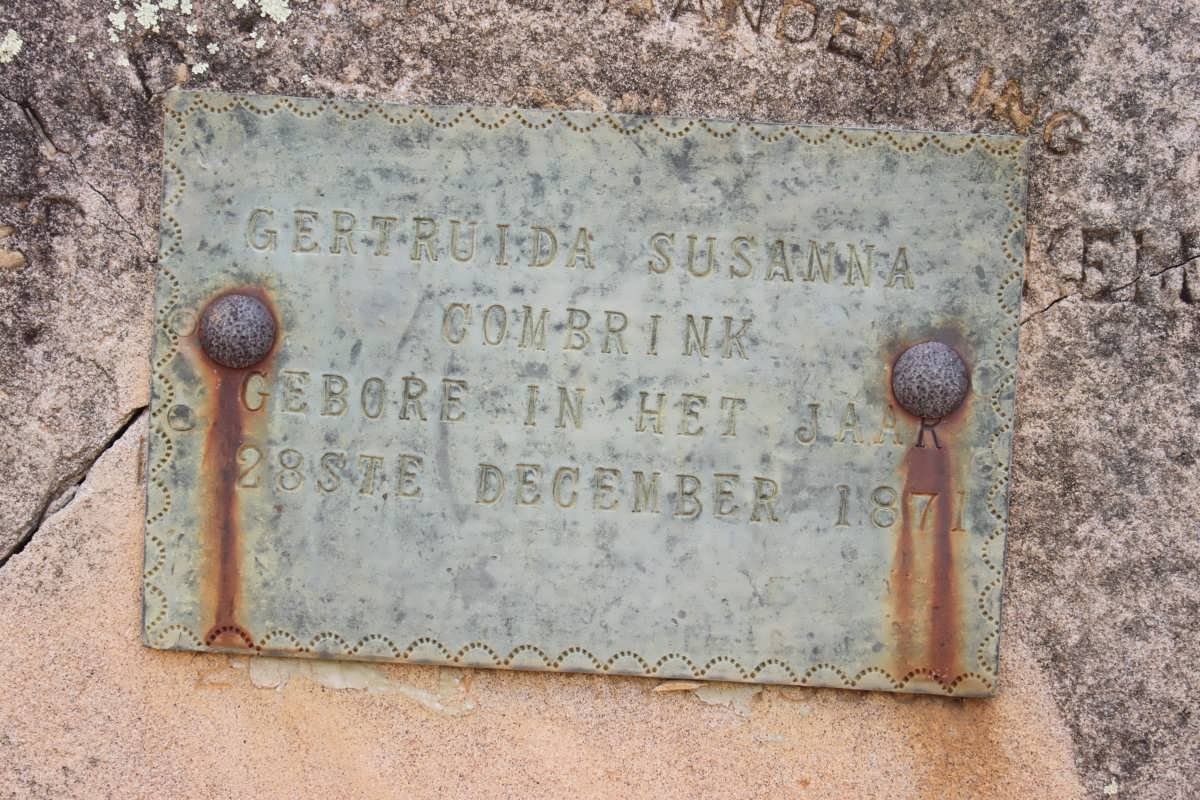 GERTRUIDA SUSANNA
COMBRINK
GEBORE IN HET JAAR
28STE DECEMBER 1871